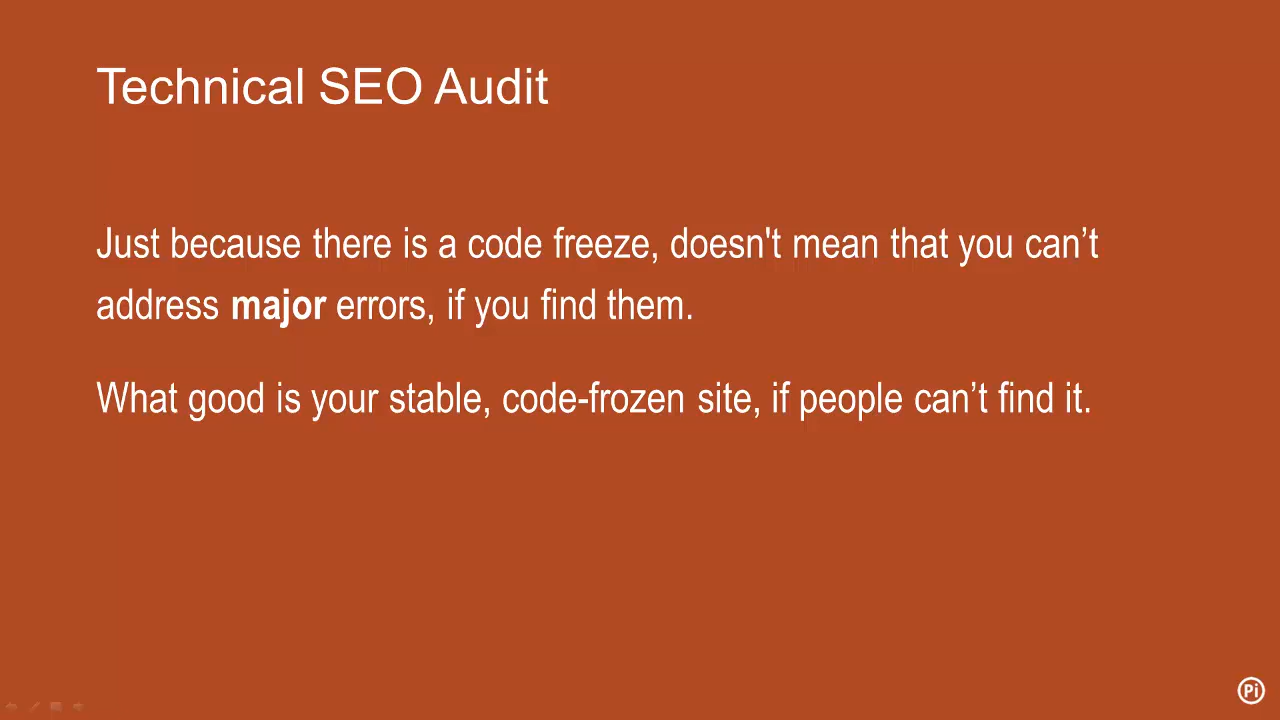 Technical SEO Audit
Just because there is a code freeze, doesn't mean that you can’t
address major errors, if you find them.
What good is your stable, code-frozen site, if people can’t find it.
Pi